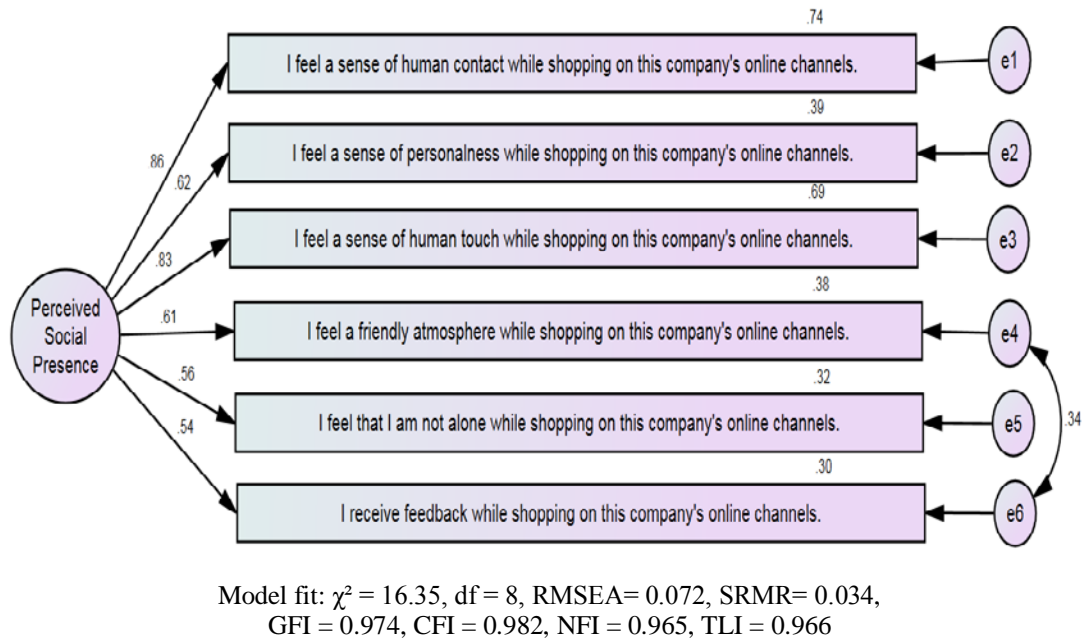 .74
I feel a sense of human contact while shopping on this company's online channels.
e1
.39
.86
I feel a sense of personalness while shopping on this company's online channels.
e2
.62
.69
I feel a sense of human touch while shopping on this company's online channels.
e3
.83
.38
Perceived
Social
Presence
.61
I feel a friendly atmosphere while shopping on this company's online channels.
e4
.56
.32
I feel that I am not alone while shopping on this company's online channels.
e5
.34
.54
.30
I receive feedback while shopping on this company's online channels.
e6
Model fit: χ² = 16.35, df = 8, RMSEA= 0.072, SRMR= 0.034,
GFI = 0.974, CFI = 0.982, NFI = 0.965, TLI = 0.966